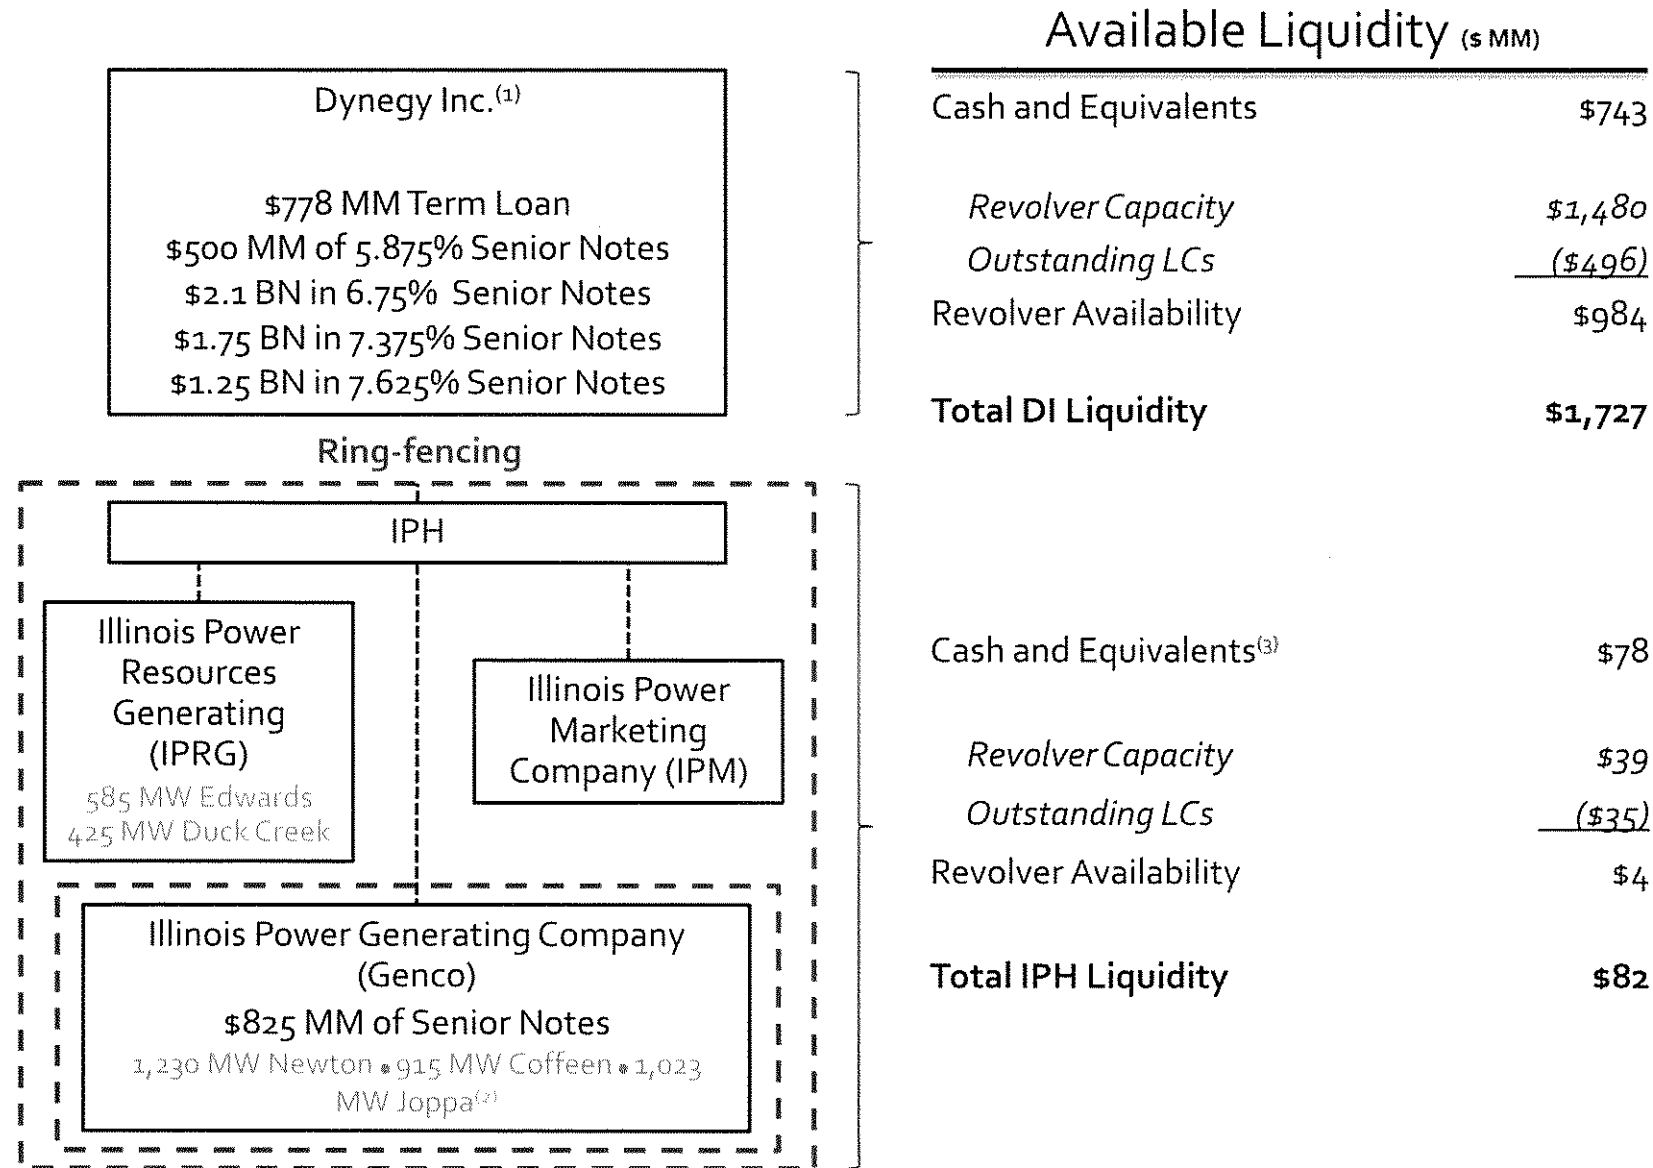 Available Liquidity ($ MM)
Dynegy Inc.(1)
$778 MM Term Loan
$500 MM of 5.875% Senior Notes
$2.1 BN in 6.75% Senior Notes
$1.75 BN in 7.375% Senior Notes
$1.25 BN in 7.625% Senior Notes
Cash and Equivalents $743
Revolver Capacity $1,480
Outstanding LCs ($496)
Revolver Availability $984
Total DI Liquidity $1,727
Ring-fencing
IPH
Illinois Power
Resources
Generating
(IPRG)
585 MW Edwards
425 MW Duck Creek
Illinois Power
Marketing
Company (IPM)
Illinois Power Generating Company
(Genco)
$825 MM of Senior Notes
1,230 MW Newton • 915 MW Coffeen • 1,023
MW Joppa(2)
Cash and Equivalents(3) $78
Revolver Capacity $39
Outstanding LCs ($35)
Revolver Availability $4
Total IPH Liquidity $82